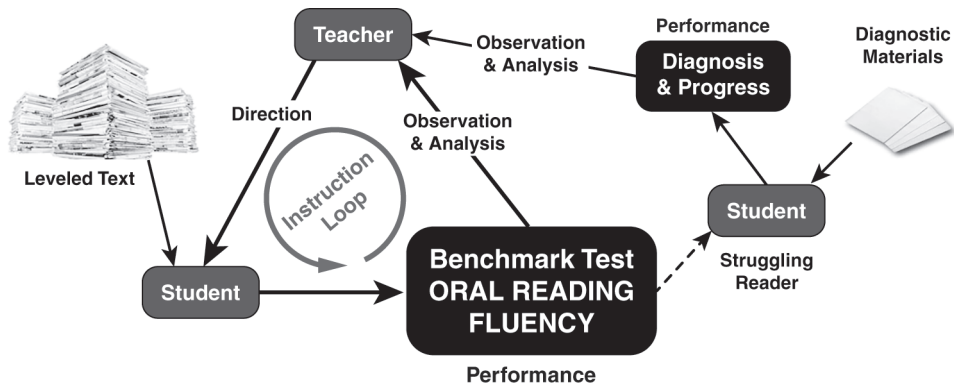 Teacher
Performance
Observation
& Analysis
Diagnosis
& Progress
Diagnostic
Materials
Direction
Observation
& Analysis
Leveled Text
Instruction
Loop
Student
Struggling
Reader
Student
Benchmark Test
ORAL READING
FLUENCY
Performance